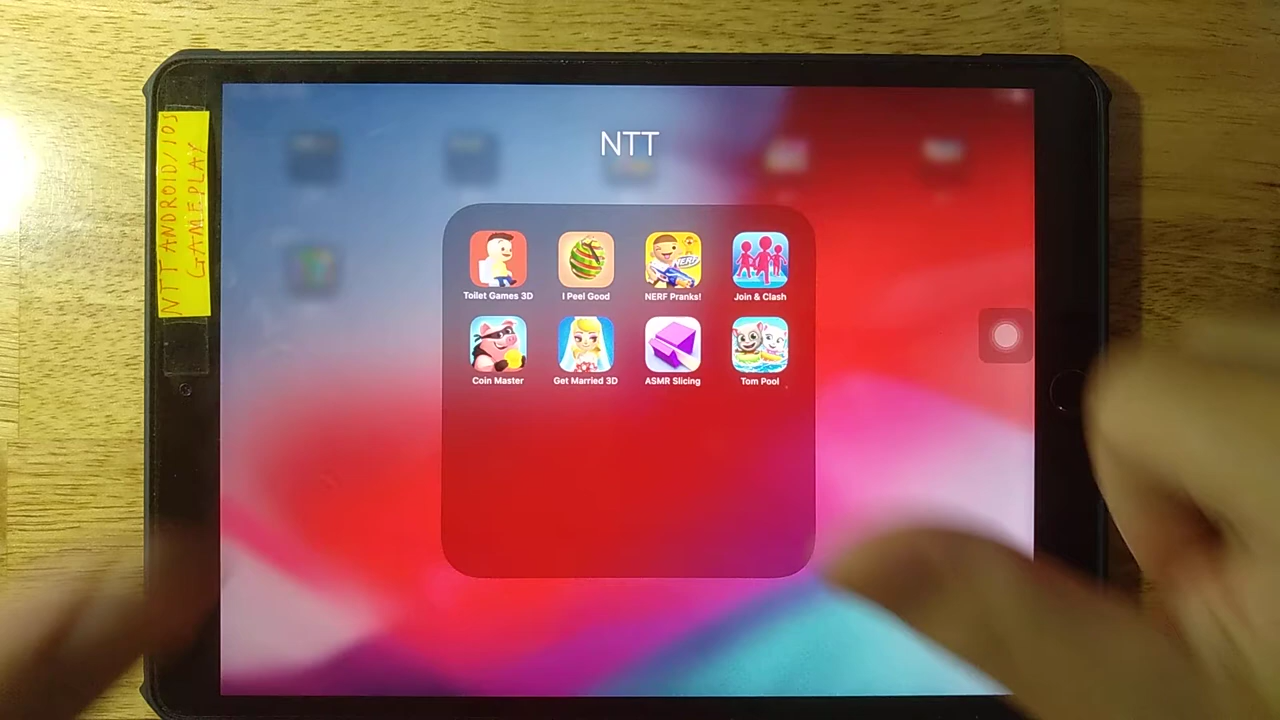 NTT ANDROID/IOS
GAMEPLAY
NTT
Toilet Games 3D
I Peel Good
NERF Pranks!
Join & Clash
NERF
Coin Master
Get Married 3D
ASMR Slicing
Tom Pool